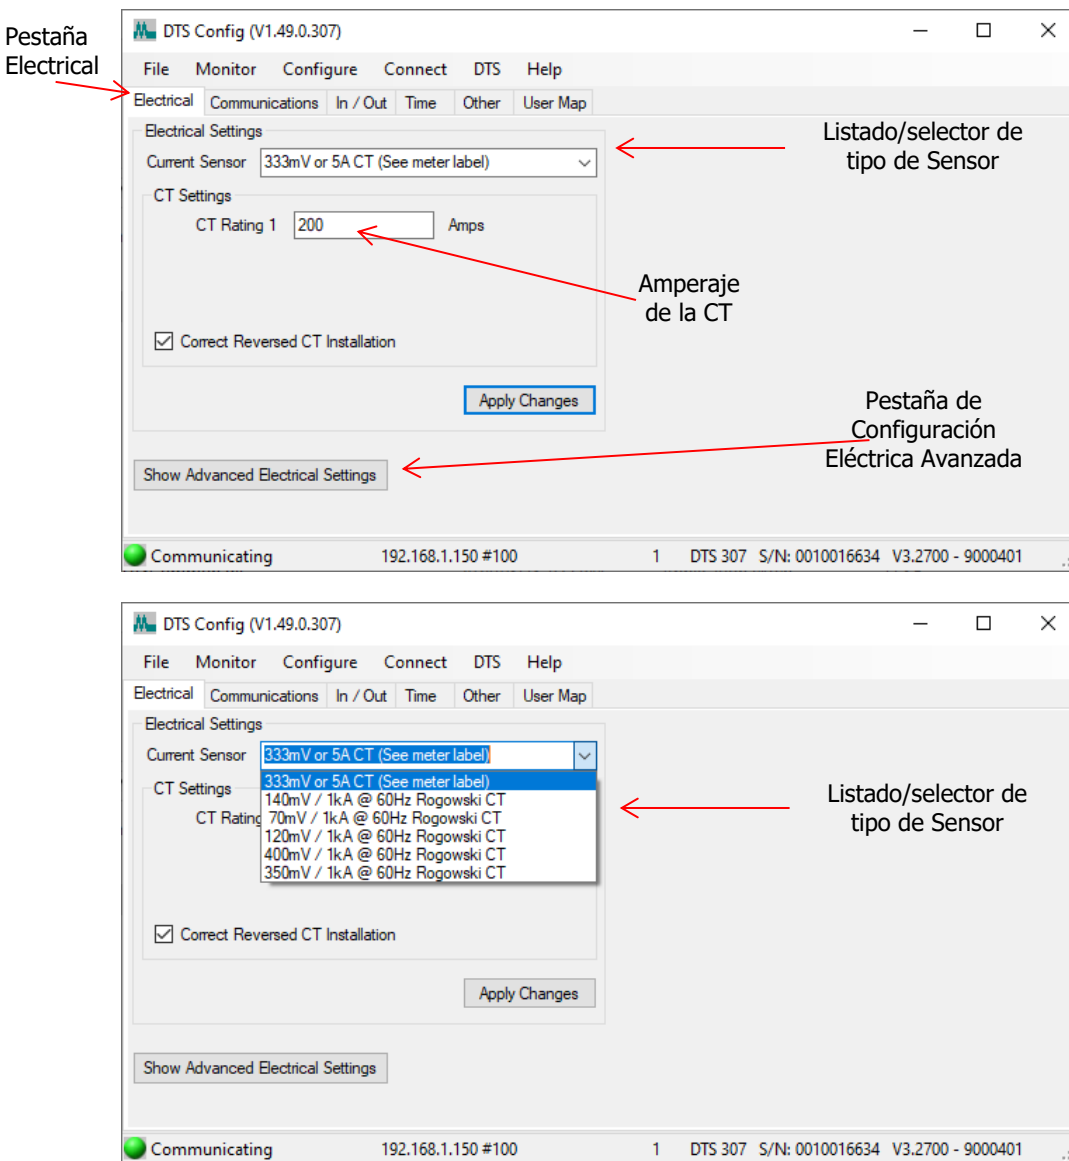 Pestaña
Electrical
DTS Config (V1.49.0.307)
File Monitor Configure Connect DTS Help
Electrical Communications In / Out Time Other User Map
Electrical Settings
Current Sensor 333mV or 5A CT (See meter label)
Listado/selector de
tipo de Sensor
CT Settings
CT Rating 1 200 Amps
Amperaje
de la CT
Correct Reversed CT Installation
Apply Changes
Pestaña de
Configuración
Eléctrica Avanzada
Show Advanced Electrical Settings
Communicating 192.168.1.150 #100 1 DTS 307 S/N: 0010016634 V3.2700 - 9000401
DTS Config (V1.49.0.307)
File Monitor Configure Connect DTS Help
Electrical Communications In / Out Time Other User Map
Electrical Settings
Current Sensor 333mV or 5A CT (See meter label)
CT Settings
CT Rating
333mV or 5A CT (See meter label)
140mV / 1kA @ 60Hz Rogowski CT
70mV / 1kA @ 60Hz Rogowski CT
120mV / 1kA @ 60Hz Rogowski CT
400mV / 1kA @ 60Hz Rogowski CT
350mV / 1kA @ 60Hz Rogowski CT
Listado/selector de
tipo de Sensor
Correct Reversed CT Installation
Apply Changes
Show Advanced Electrical Settings
Communicating 192.168.1.150 #100 1 DTS 307 S/N: 0010016634 V3.2700 - 9000401